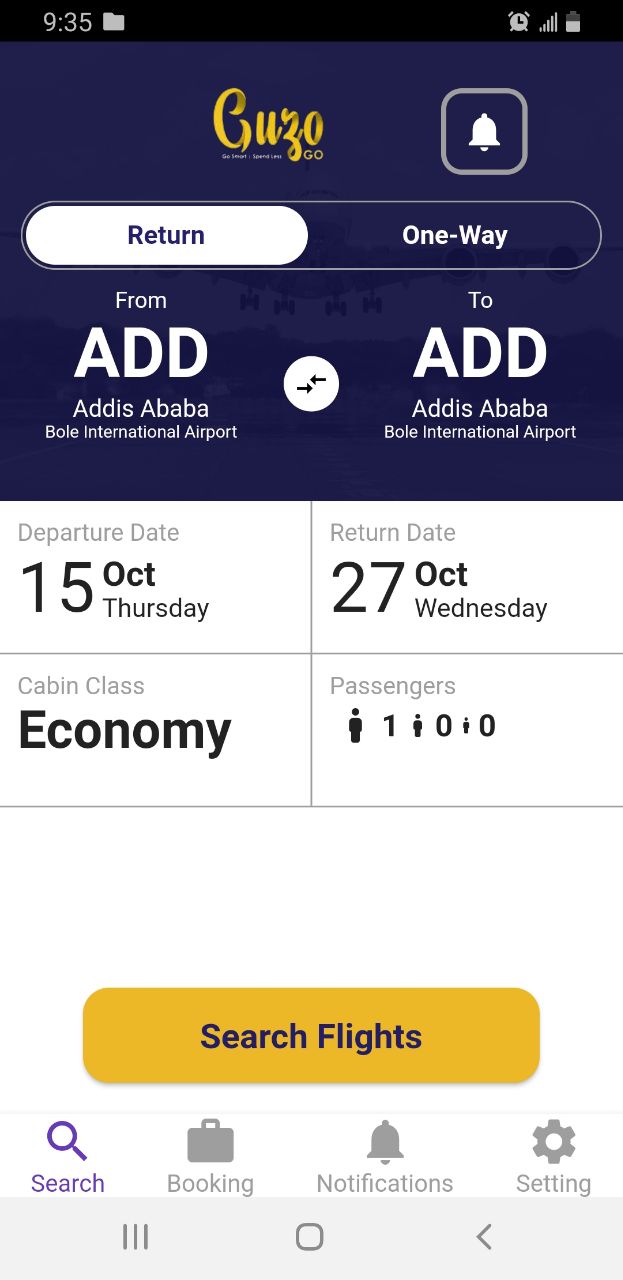 9:35
Guzo
GO
Go Smart | Spend Less
Return
One-Way
From
To
ADD
ADD
Addis Ababa
Addis Ababa
Bole International Airport
Bole International Airport
Departure Date
Return Date
15 Oct
Thursday
27 Oct
Wednesday
Cabin Class
Passengers
Economy
1 0 0
Search Flights
Search
Booking
Notifications
Setting